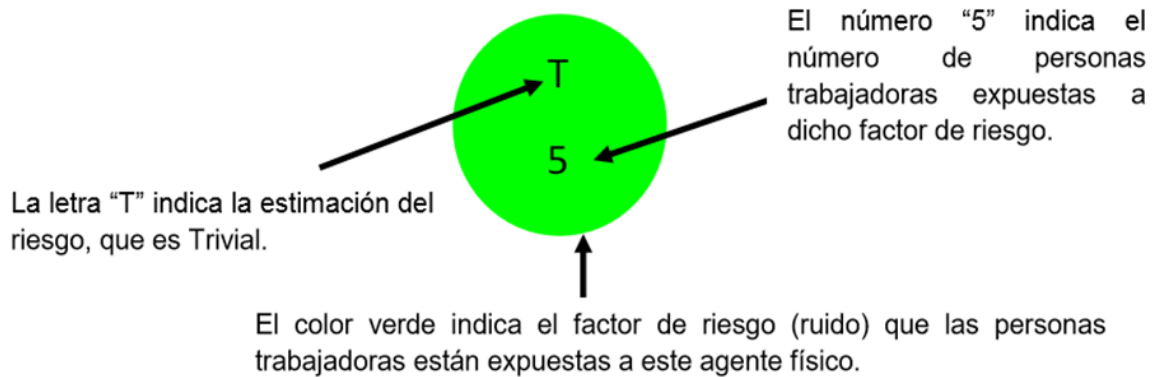 T
5
El número “5” indica el
número de personas
trabajadoras expuestas a
dicho factor de riesgo.
La letra “T” indica la estimación del
riesgo, que es Trivial.
El color verde indica el factor de riesgo (ruido) que las personas
trabajadoras están expuestas a este agente físico.